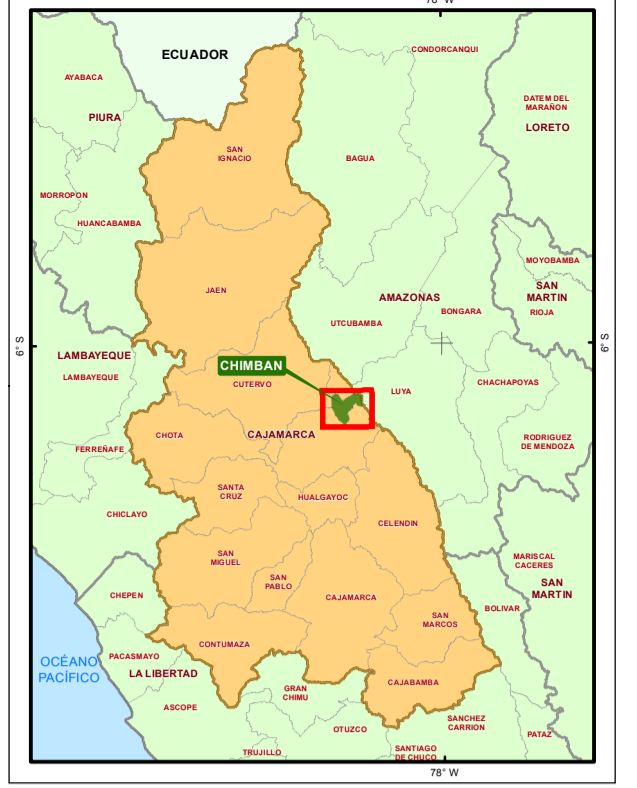 78° W
ECUADOR
CONDORCANQUI
AYABACA
DATEM DEL
MARAÑON
PIURA
LORETO
SAN
IGNACIO
BAGUA
MORROPON
HUANCABAMBA
MOYOBAMBA
JAEN
SAN
MARTIN
AMAZONAS
BONGARA
RIOJA
UTCUBAMBA
6° S
6° S
LAMBAYEQUE
CHIMBAN
LAMBAYEQUE
CUTERVO
CHACHAPOYAS
LUYA
CHOTA
CAJAMARCA
RODRIGUEZ
DE MENDOZA
FERREÑAFE
SANTA
CRUZ
HUALGAYOC
CHICLAYO
CELENDIN
SAN
MIGUEL
MARISCAL
CACERES
SAN
PABLO
SAN
MARTIN
CHEPEN
CAJAMARCA
BOLIVAR
SAN
MARCOS
CONTUMAZA
OCÉANO
PACÍFICO
PACASMAYO
LA LIBERTAD
CAJABAMBA
GRAN
CHIMU
ASCOPE
SANCHEZ
CARRION
OTUZCO
PATAZ
TRUJILLO
SANTIAGO
DE CHUCO
78° W